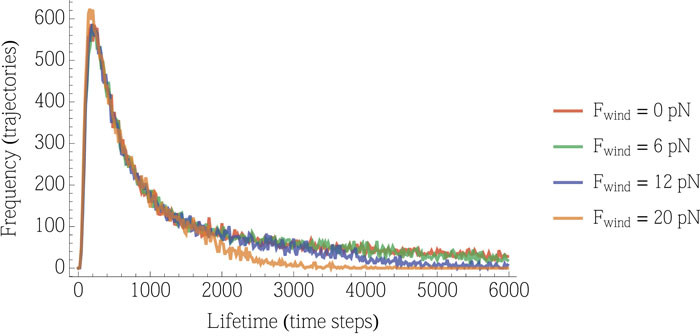 600
500
400
300
200
100
0
Frequency (trajectories)
0 1000 2000 3000 4000 5000 6000
Lifetime (time steps)
Fwind = 0 pN
Fwind = 6 pN
Fwind = 12 pN
Fwind = 20 pN